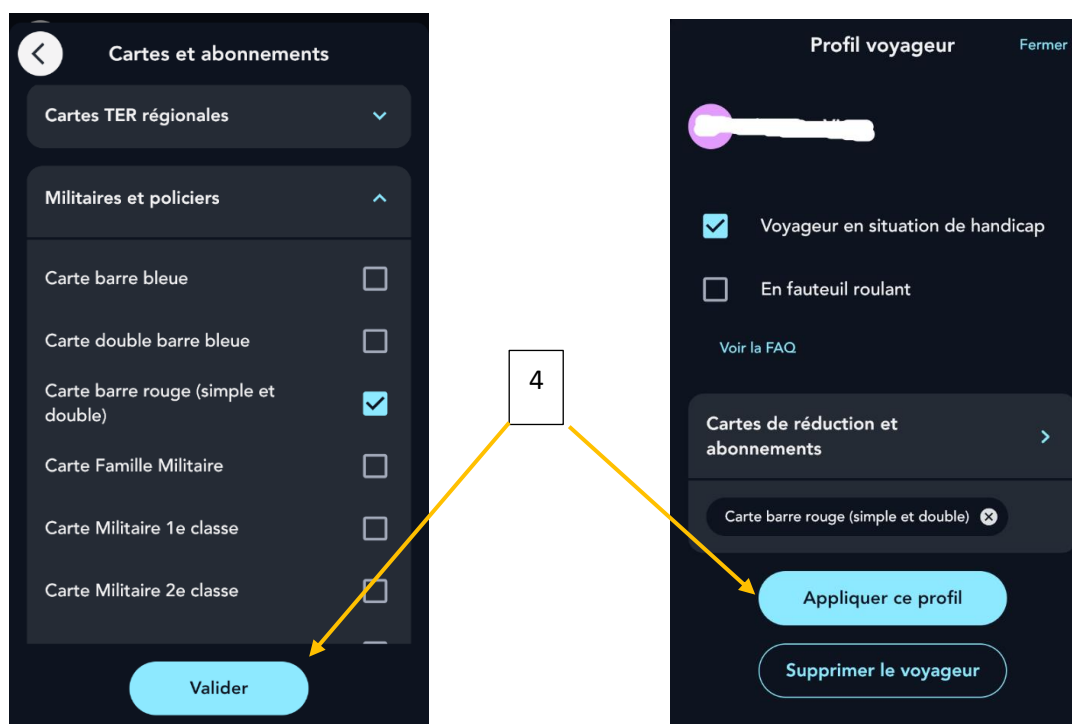 Cartes et abonnements
Cartes TER régionales
Militaires et policiers
Carte barre bleue
Carte double barre bleue
Carte barre rouge (simple et
double)
Carte Famille Militaire
Carte Militaire 1e classe
Carte Militaire 2e classe
Valider
4
Profil voyageur
Fermer
Voyageur en situation de handicap
En fauteuil roulant
Voir la FAQ
Cartes de réduction et
abonnements
Carte barre rouge (simple et double)
Appliquer ce profil
Supprimer le voyageur